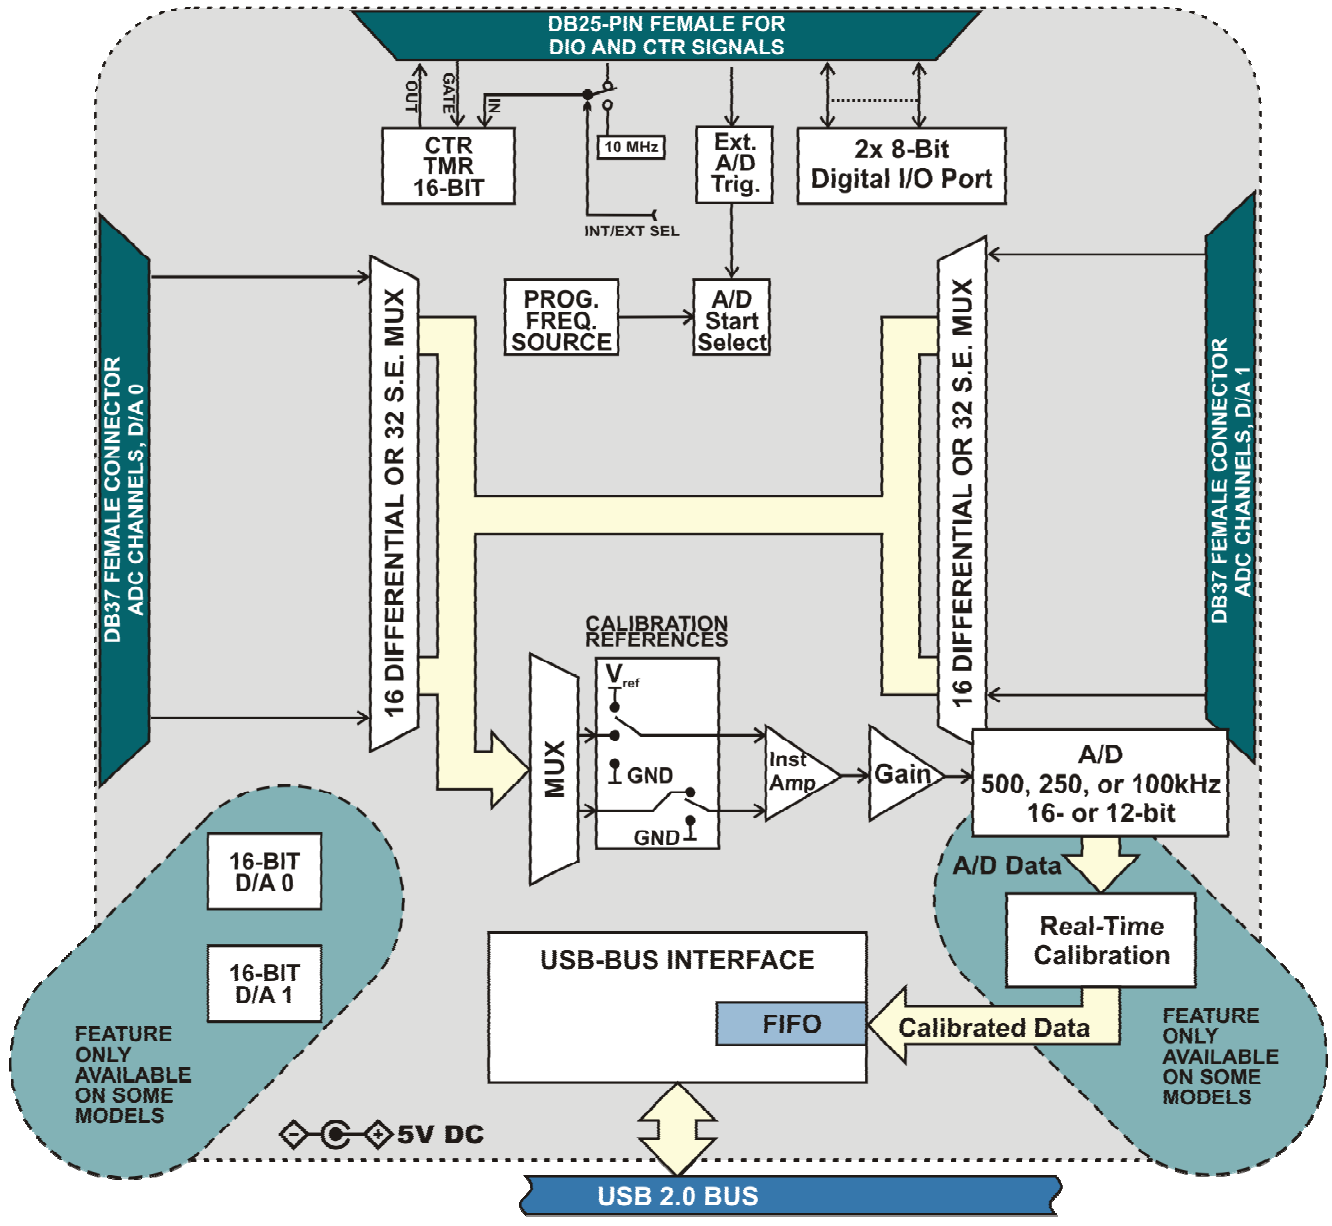 DB25-PIN FEMALE FOR
DIO AND CTR SIGNALS
OUT
GATE
IN
CTR
TMR
16-BIT
10 MHz
INT/EXT SEL
Ext.
A/D
Trig.
2x 8-Bit
Digital I/O Port
PROG.
FREQ.
SOURCE
A/D
Start
Select
DB37 FEMALE CONNECTOR
ADC CHANNELS, D/A 0
16 DIFFERENTIAL OR 32 S.E. MUX
16 DIFFERENTIAL OR 32 S.E. MUX
DB37 FEMALE CONNECTOR
ADC CHANNELS, D/A 1
CALIBRATION
REFERENCES
MUX
Vref
GND
GND
Inst
Amp
Gain
A/D
500, 250, or 100kHz
16- or 12-bit
A/D Data
Real-Time
Calibration
Calibrated Data
FEATURE
ONLY
AVAILABLE
ON SOME
MODELS
16-BIT
D/A 0
16-BIT
D/A 1
FEATURE
ONLY
AVAILABLE
ON SOME
MODELS
USB-BUS INTERFACE
FIFO
5V DC
USB 2.0 BUS